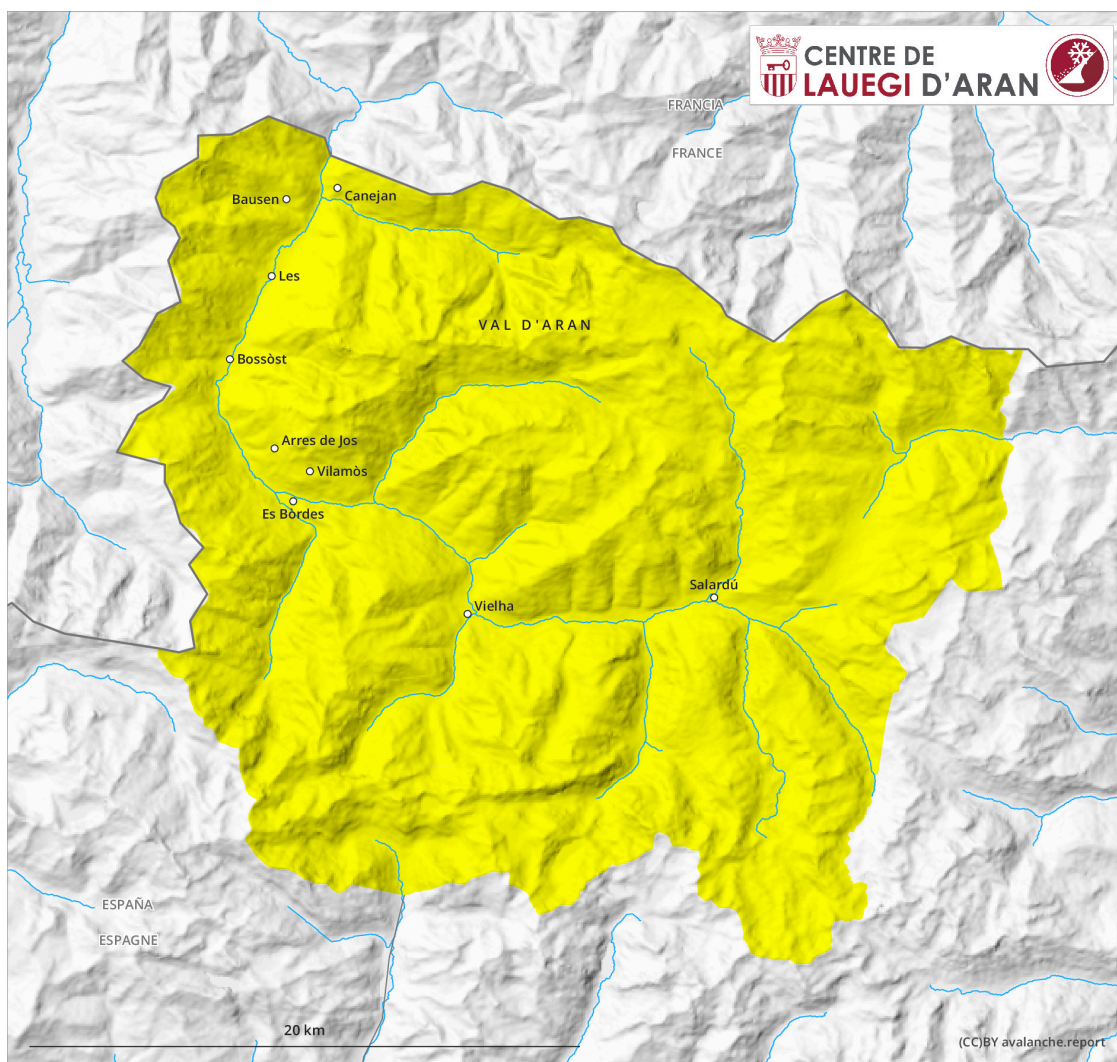 CENTRE DE
LAUEGI D'ARAN
FRANCIA
FRANCE
Canejan
Bausen
Les
VAL D'ARAN
Bossòst
Arres de Jos
Vilamòs
Es Bòrdes
Salardú
Vielha
ESPAÑA
ESPAGNE
20 km
(CC)BY avalanche.report